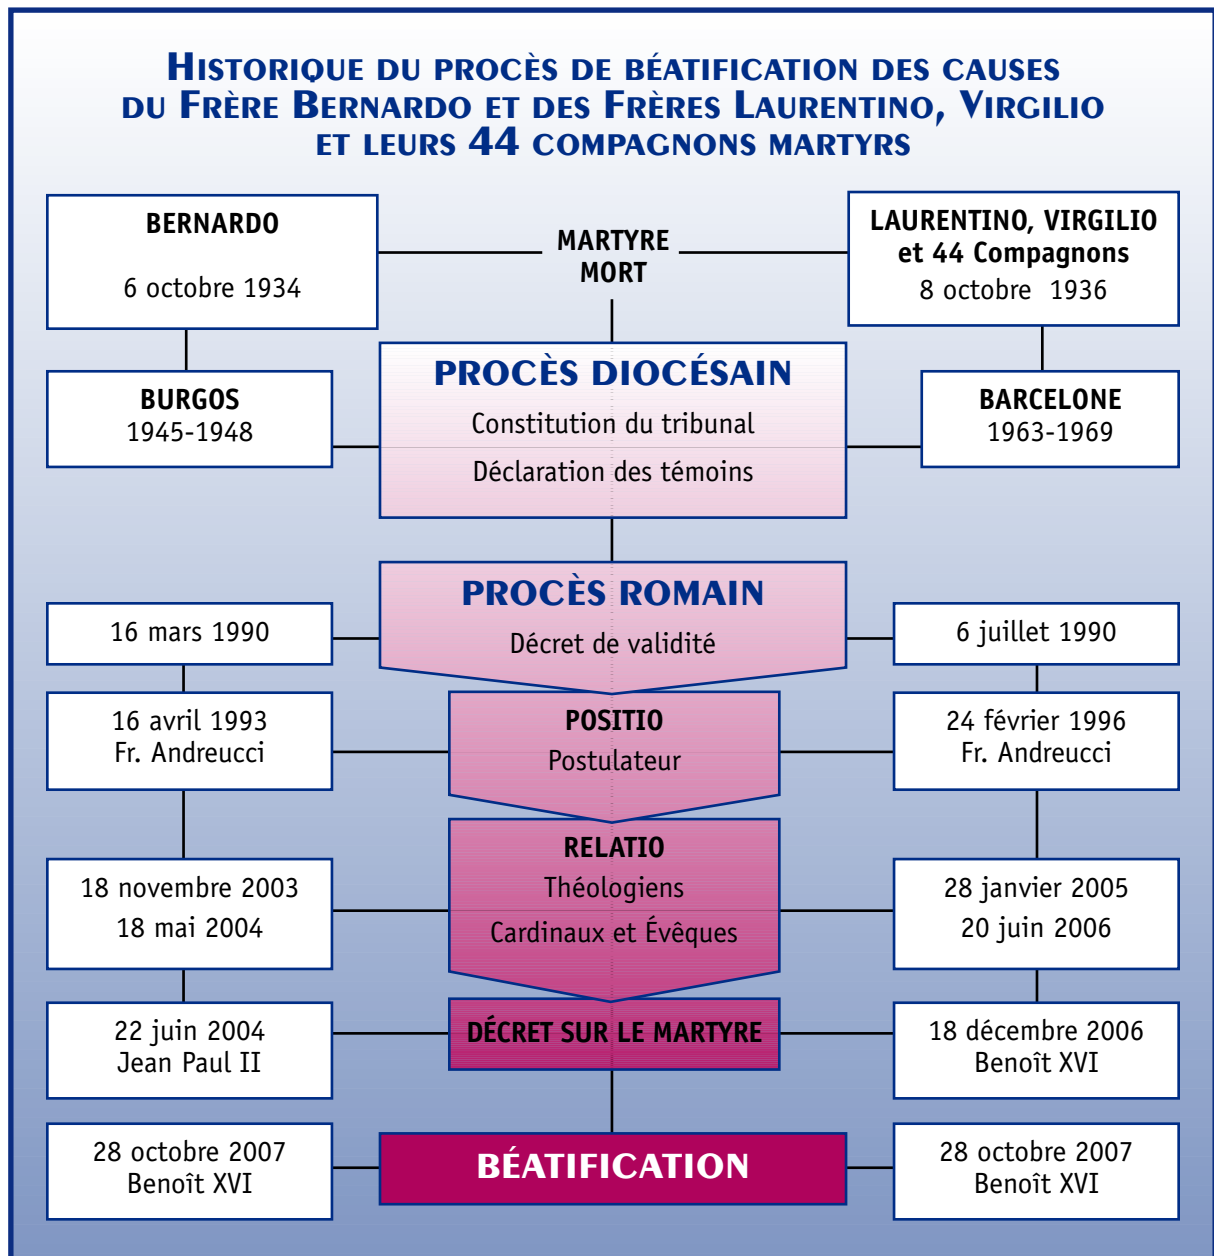 HISTORIQUE DU PROCÈS DE BÉATIFICATION DES CAUSES
DU FRÈRE BERNARDO ET DES FRÈRES LAURENTINO, VIRGILIO
ET LEURS 44 COMPAGNONS MARTYRS
BERNARDO
6 octobre 1934
MARTYRE
MORT
LAURENTINO, VIRGILIO
et 44 Compagnons
8 octobre 1936
BURGOS
1945-1948
PROCÈS DIOCÉSAIN
Constitution du tribunal
Déclaration des témoins
BARCELONE
1963-1969
16 mars 1990
PROCÈS ROMAIN
Décret de validité
6 juillet 1990
16 avril 1993
Fr. Andreucci
POSITIO
Postulateur
24 février 1996
Fr. Andreucci
18 novembre 2003
18 mai 2004
RELATIO
Théologiens
Cardinaux et Évêques
28 janvier 2005
20 juin 2006
22 juin 2004
Jean Paul II
DÉCRET SUR LE MARTYRE
18 décembre 2006
Benoît XVI
28 octobre 2007
Benoît XVI
BÉATIFICATION
28 octobre 2007
Benoît XVI